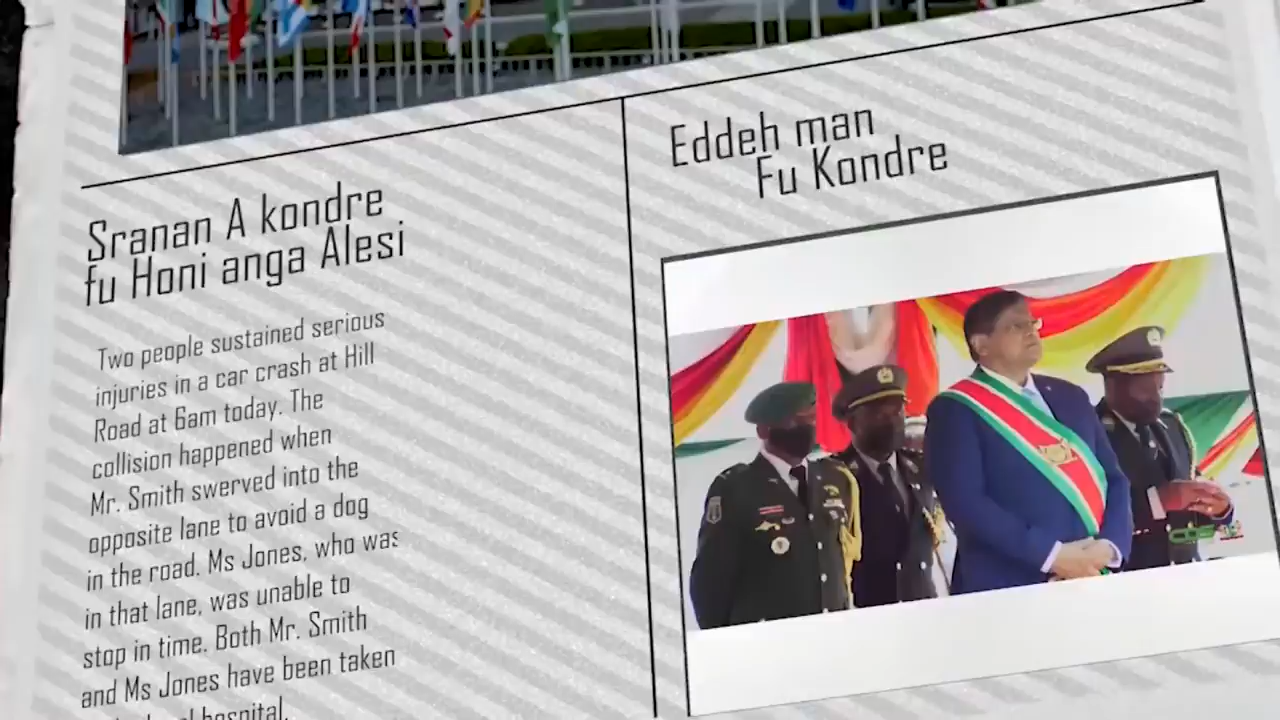 Sranan A kondre
fu Honi anga Alesi
Two people sustained serious
injuries in a car crash at Hill
Road at 6am today. The
collision happened when
Mr. Smith swerved into the
opposite lane to avoid a dog
in the road. Ms Jones, who was
in that lane, was unable to
stop in time. Both Mr. Smith
and Ms Jones have been taken
hospital.
Eddeh man
Fu Kondre